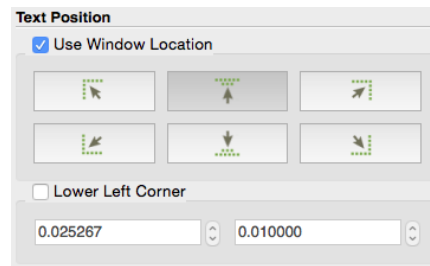 Text Position
Use Window Location
Lower Left Corner
0.025267 0.010000